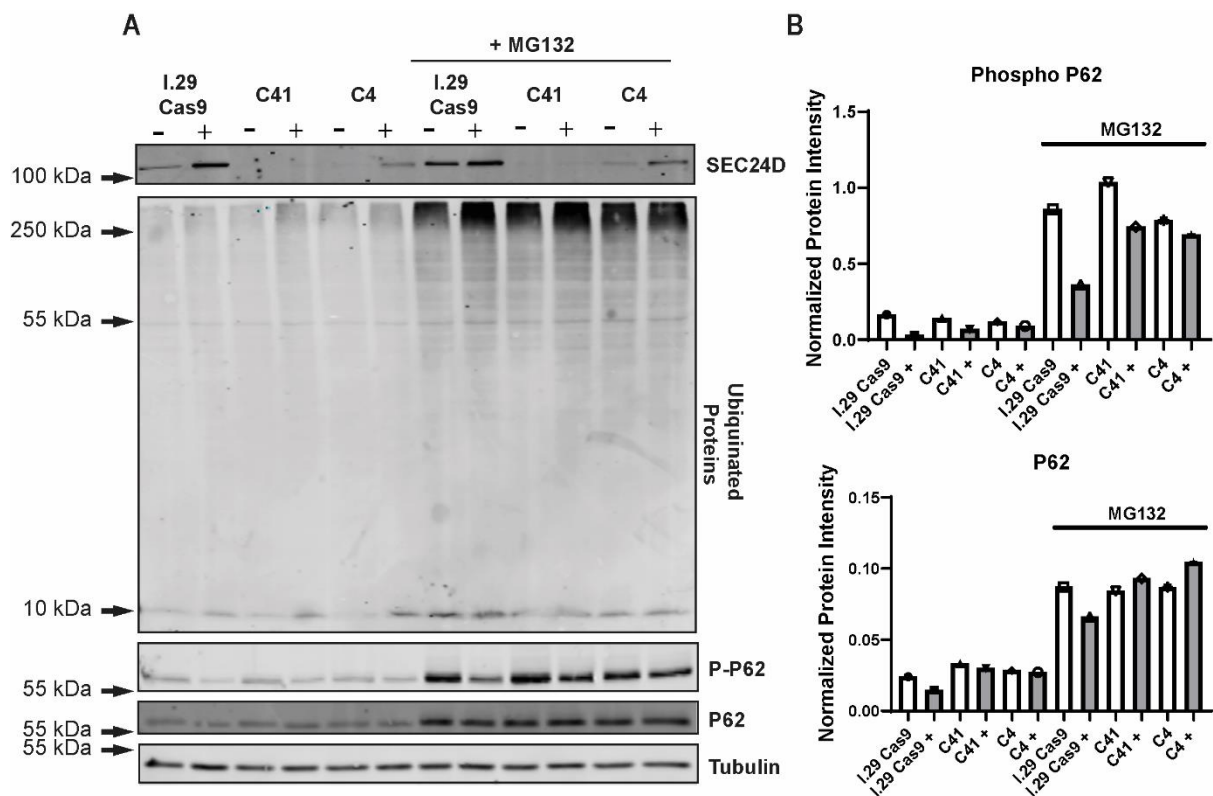 A
+ MG132
I.29 Cas9 C41 C4 I.29 Cas9 C41 C4
- + - + - + - + - + - +
SEC24D
100 kDa
250 kDa
55 kDa
Ubiquinated Proteins
10 kDa
P-P62
55 kDa
P62
55 kDa
55 kDa
Tubulin
B
Phospho P62
MG132
Normalized Protein Intensity
1.5
1.0
0.5
0.0
I.29 Cas9
I.29 Cas9 +
C41
C41 +
C4
C4 +
I.29 Cas9
I.29 Cas9 +
C41
C41 +
C4
C4 +
P62
MG132
Normalized Protein Intensity
0.15
0.10
0.05
0.00
I.29 Cas9
I.29 Cas9 +
C41
C41 +
C4
C4 +
I.29 Cas9
I.29 Cas9 +
C41
C41 +
C4
C4 +